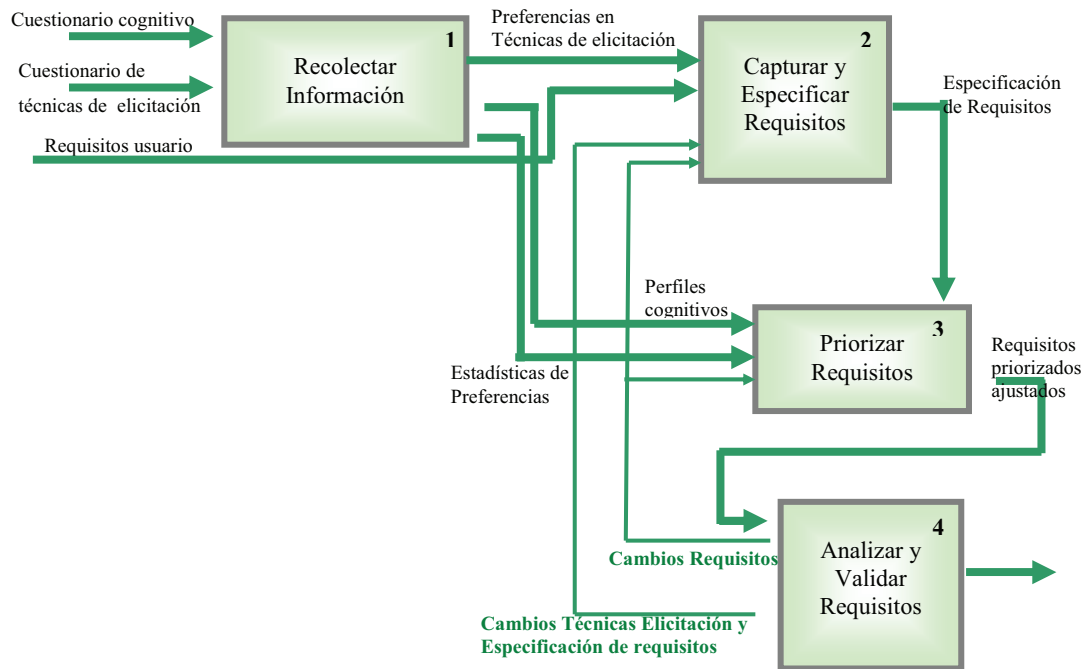 Cuestionario cognitivo
Cuestionario de
técnicas de elicitación
Requisitos usuario
1
Recolectar
Información
Preferencias en
Técnicas de elicitación
2
Capturar y
Especificar
Requisitos
Especificación
de Requisitos
Perfiles
cognitivos
Estadísticas de
Preferencias
3
Priorizar
Requisitos
Requisitos
priorizados
ajustados
4
Analizar y
Validar
Requisitos
Cambios Requisitos
Cambios Técnicas Elicitación y
Especificación de requisitos